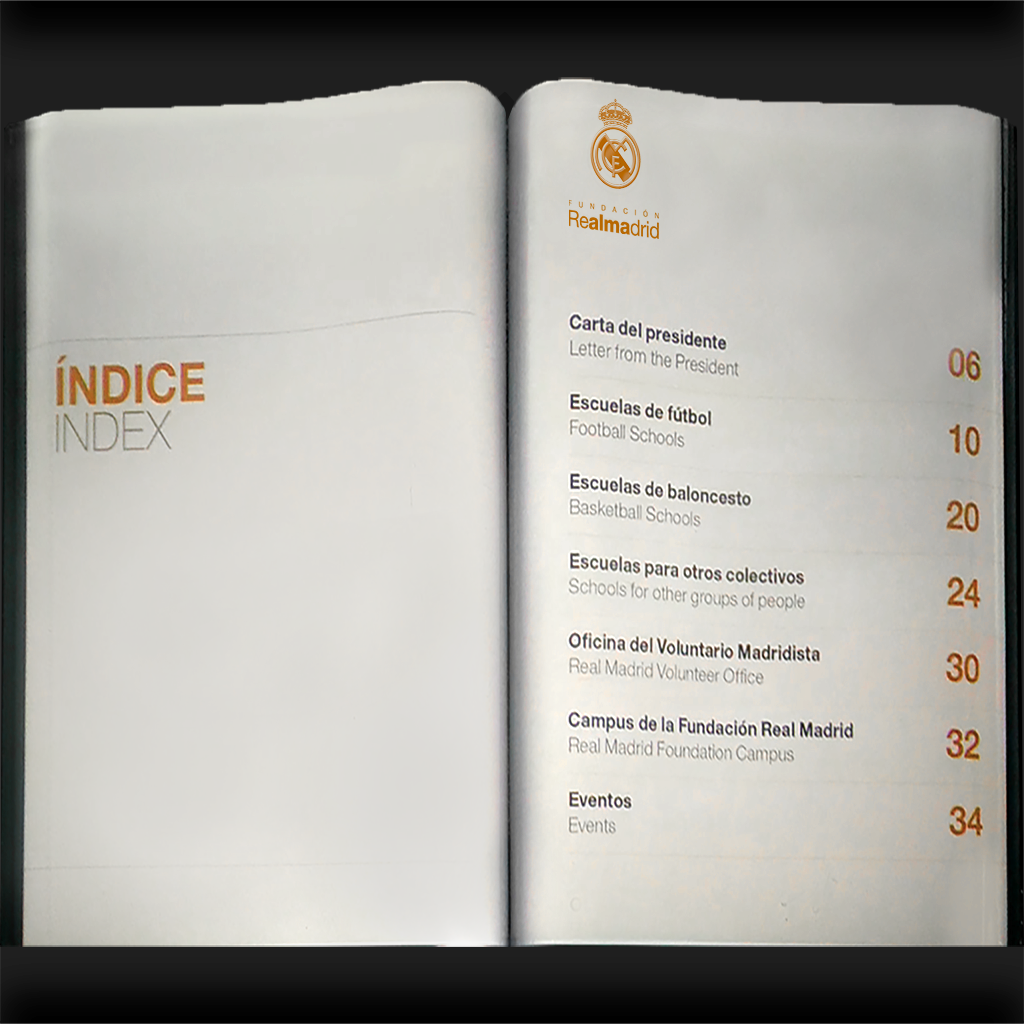 ÍNDICE
INDEX
FUNDACIÓN
Realmadrid
Carta del presidente
Letter from the President
06
Escuelas de fútbol
Football Schools
10
Escuelas de baloncesto
Basketball Schools
20
Escuelas para otros colectivos
Schools for other groups of people
24
Oficina del Voluntario Madridista
Real Madrid Volunteer Office
30
Campus de la Fundación Real Madrid
Real Madrid Foundation Campus
32
Eventos
Events
34